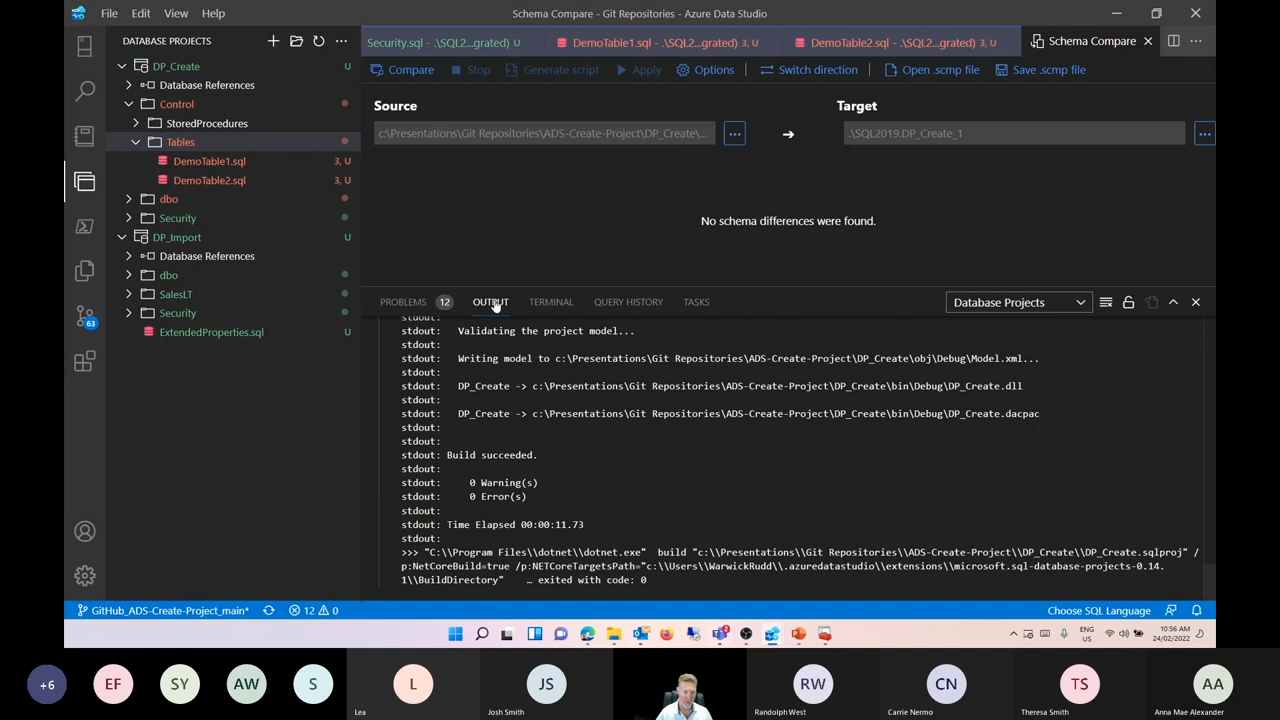 File Edit View Help
Schema Compare - Git Repositories - Azure Data Studio
DATABASE PROJECTS
DP_Create U
Database References
Control
StoredProcedures
Tables
DemoTable1.sql 3, U
DemoTable2.sql 3, U
dbo
Security
DP_Import U
Database References
dbo
SalesLT
Security
ExtendedProperties.sql U
63
Security.sql - .\SQL2...grated) U
DemoTable1.sql - .\SQL2...grated) 3, U
DemoTable2.sql - .\SQL2...grated) 3, U
Schema Compare
Compare Stop Generate script Apply Options Switch direction Open .scmp file Save .scmp file
Source Target
c:\Presentations\Git Repositories\ADS-Create-Project\DP_Create\... ... .\SQL2019.DP_Create_1 ...
No schema differences were found.
PROBLEMS 12 OUTPUT TERMINAL QUERY HISTORY TASKS Database Projects
stdout:
stdout: Validating the project model...
stdout:
stdout: Writing model to c:\Presentations\Git Repositories\ADS-Create-Project\DP_Create\obj\Debug\Model.xml...
stdout:
stdout: DP_Create -> c:\Presentations\Git Repositories\ADS-Create-Project\DP_Create\bin\Debug\DP_Create.dll
stdout:
stdout: DP_Create -> c:\Presentations\Git Repositories\ADS-Create-Project\DP_Create\bin\Debug\DP_Create.dacpac
stdout:
stdout:
stdout: Build succeeded.
stdout:
stdout: 0 Warning(s)
stdout: 0 Error(s)
stdout:
stdout: Time Elapsed 00:00:11.73
stdout:
>>> "C:\\Program Files\\dotnet\\dotnet.exe" build "c:\\Presentations\\Git Repositories\\ADS-Create-Project\\DP_Create\\DP_Create.sqlproj" /
p:NetCoreBuild=true /p:NETCoreTargetsPath="c:\\Users\\WarwickRudd\\.azuredatastudio\\extensions\\microsoft.sql-database-projects-0.14.
1\\BuildDirectory" … exited with code: 0
GitHub_ADS-Create-Project_main* 12 0 Choose SQL Language
ENG
US
10:56 AM
24/02/2022
+6 EF SY AW S L JS RW CN TS AA
Lea Josh Smith Randolph West Carrie Nermo Theresa Smith Anna Mae Alexander